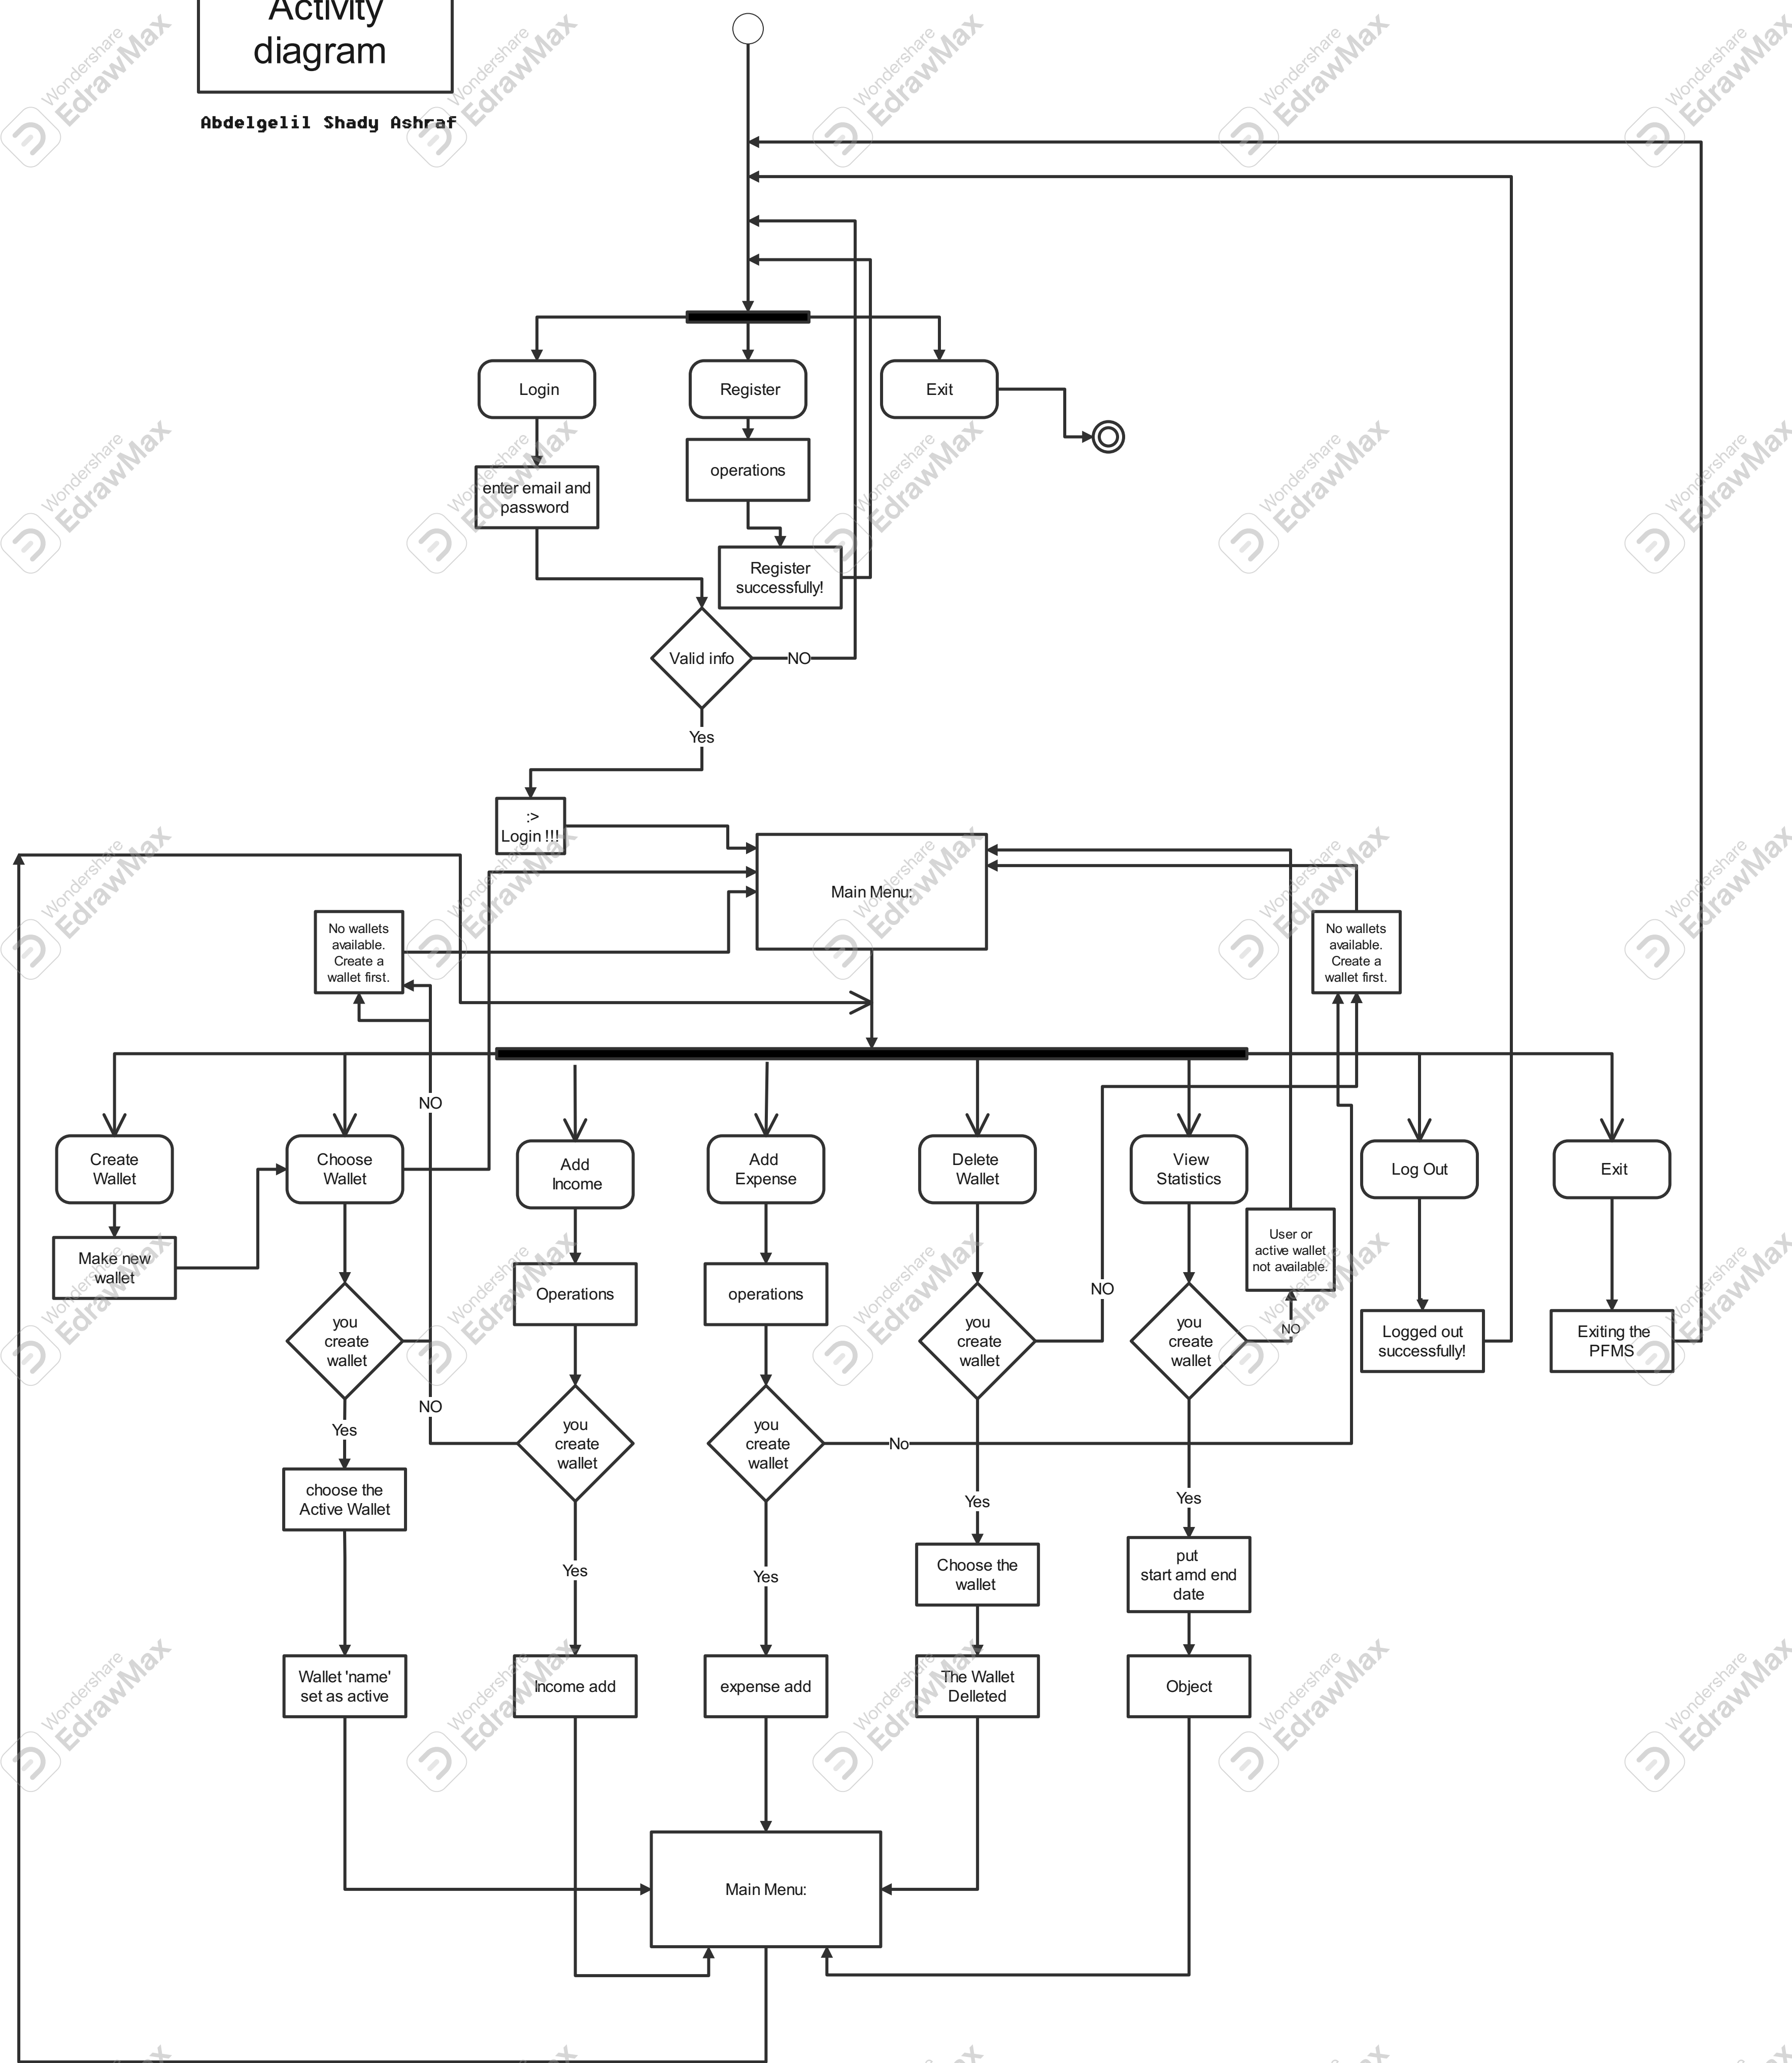 Activity
diagram
Abdelgelil Shady Ashraf
Login
Register
Exit
enter email and
password
operations
Register
successfully!
Valid info
NO
Yes
:>
Login !!!
Main Menu:
No wallets
available.
Create a
wallet first.
No wallets
available.
Create a
wallet first.
NO
Create
Wallet
Choose
Wallet
Add
Income
Add
Expense
Delete
Wallet
View
Statistics
Log Out
Exit
Make new
wallet
Operations
operations
User or
active wallet
not available.
NO
NO
you
create
wallet
you
create
wallet
you
create
wallet
Logged out
successfully!
Exiting the
PFMS
NO
Yes
you
create
wallet
you
create
wallet
No
choose the
Active Wallet
Yes
Yes
Yes
Yes
Choose the
wallet
put
start amd end
date
Wallet 'name'
set as active
Income add
expense add
The Wallet
Delleted
Object
Main Menu:
Wondershare
EdrawMax